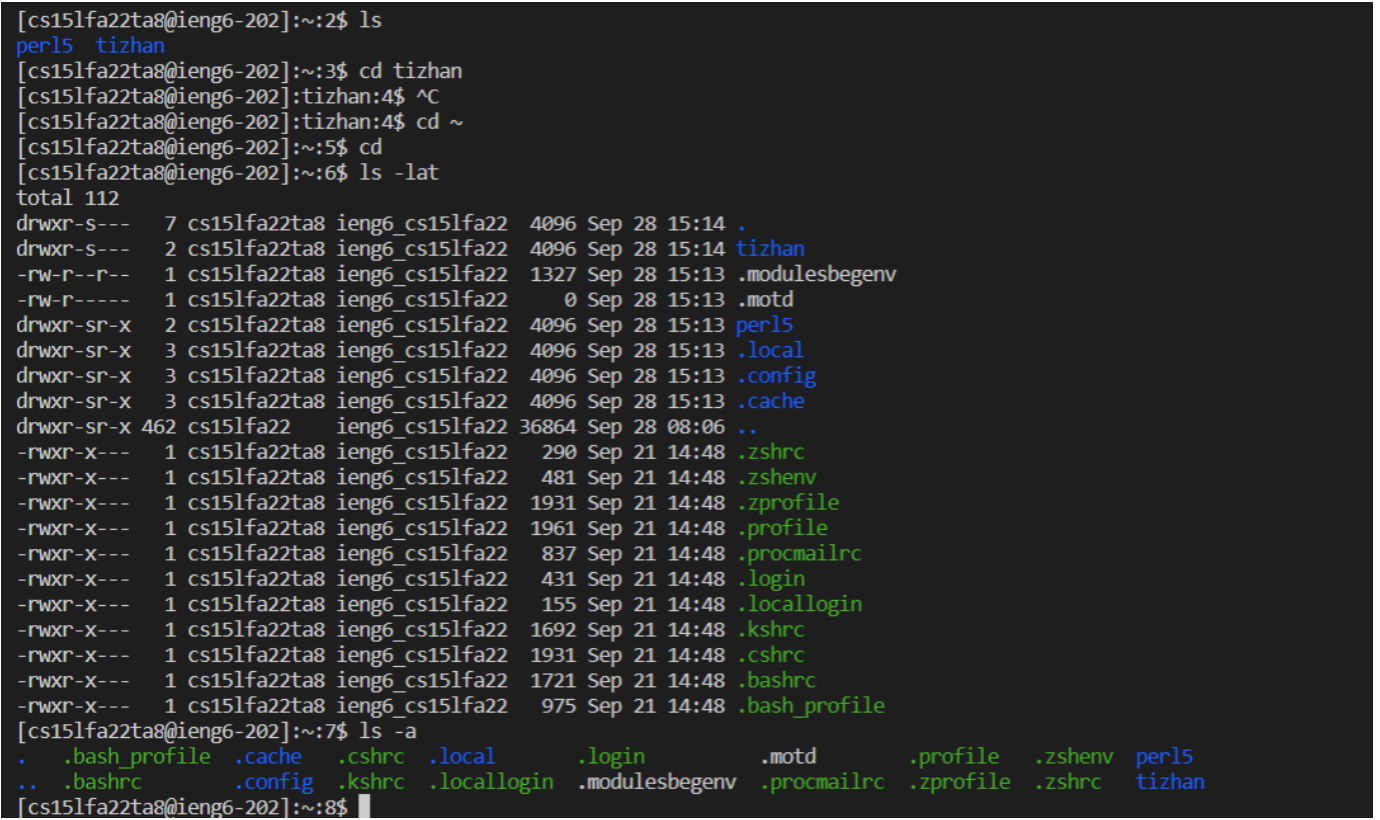 [cs15lfa22ta8@ieng6-202]:~:2$ ls
perl5  tizhan
[cs15lfa22ta8@ieng6-202]:~:3$ cd tizhan
[cs15lfa22ta8@ieng6-202]:tizhan:4$ ^C
[cs15lfa22ta8@ieng6-202]:tizhan:4$ cd ~
[cs15lfa22ta8@ieng6-202]:~:5$ cd
[cs15lfa22ta8@ieng6-202]:~:6$ ls -lat
total 112
drwxr-s---   7 cs15lfa22ta8 ieng6_cs15lfa22  4096 Sep 28 15:14 .
drwxr-s---   2 cs15lfa22ta8 ieng6_cs15lfa22  4096 Sep 28 15:14 tizhan
-rw-r--r--   1 cs15lfa22ta8 ieng6_cs15lfa22  1327 Sep 28 15:13 .modulesbegenv
-rw-r-----   1 cs15lfa22ta8 ieng6_cs15lfa22     0 Sep 28 15:13 .motd
drwxr-sr-x   2 cs15lfa22ta8 ieng6_cs15lfa22  4096 Sep 28 15:13 perl5
drwxr-sr-x   3 cs15lfa22ta8 ieng6_cs15lfa22  4096 Sep 28 15:13 .local
drwxr-sr-x   3 cs15lfa22ta8 ieng6_cs15lfa22  4096 Sep 28 15:13 .config
drwxr-sr-x   3 cs15lfa22ta8 ieng6_cs15lfa22  4096 Sep 28 15:13 .cache
drwxr-sr-x 462 cs15lfa22    ieng6_cs15lfa22 36864 Sep 28 08:06 ..
-rwxr-x---   1 cs15lfa22ta8 ieng6_cs15lfa22   290 Sep 21 14:48 .zshrc
-rwxr-x---   1 cs15lfa22ta8 ieng6_cs15lfa22   481 Sep 21 14:48 .zshenv
-rwxr-x---   1 cs15lfa22ta8 ieng6_cs15lfa22  1931 Sep 21 14:48 .zprofile
-rwxr-x---   1 cs15lfa22ta8 ieng6_cs15lfa22  1961 Sep 21 14:48 .profile
-rwxr-x---   1 cs15lfa22ta8 ieng6_cs15lfa22   837 Sep 21 14:48 .procmailrc
-rwxr-x---   1 cs15lfa22ta8 ieng6_cs15lfa22   431 Sep 21 14:48 .login
-rwxr-x---   1 cs15lfa22ta8 ieng6_cs15lfa22   155 Sep 21 14:48 .locallogin
-rwxr-x---   1 cs15lfa22ta8 ieng6_cs15lfa22  1692 Sep 21 14:48 .kshrc
-rwxr-x---   1 cs15lfa22ta8 ieng6_cs15lfa22  1931 Sep 21 14:48 .cshrc
-rwxr-x---   1 cs15lfa22ta8 ieng6_cs15lfa22  1721 Sep 21 14:48 .bashrc
-rwxr-x---   1 cs15lfa22ta8 ieng6_cs15lfa22   975 Sep 21 14:48 .bash_profile
[cs15lfa22ta8@ieng6-202]:~:7$ ls -a
.   .bash_profile  .cache   .cshrc  .local       .login          .motd        .profile   .zshenv  perl5
..  .bashrc        .config  .kshrc  .locallogin  .modulesbegenv  .procmailrc  .zprofile  .zshrc   tizhan
[cs15lfa22ta8@ieng6-202]:~:8$